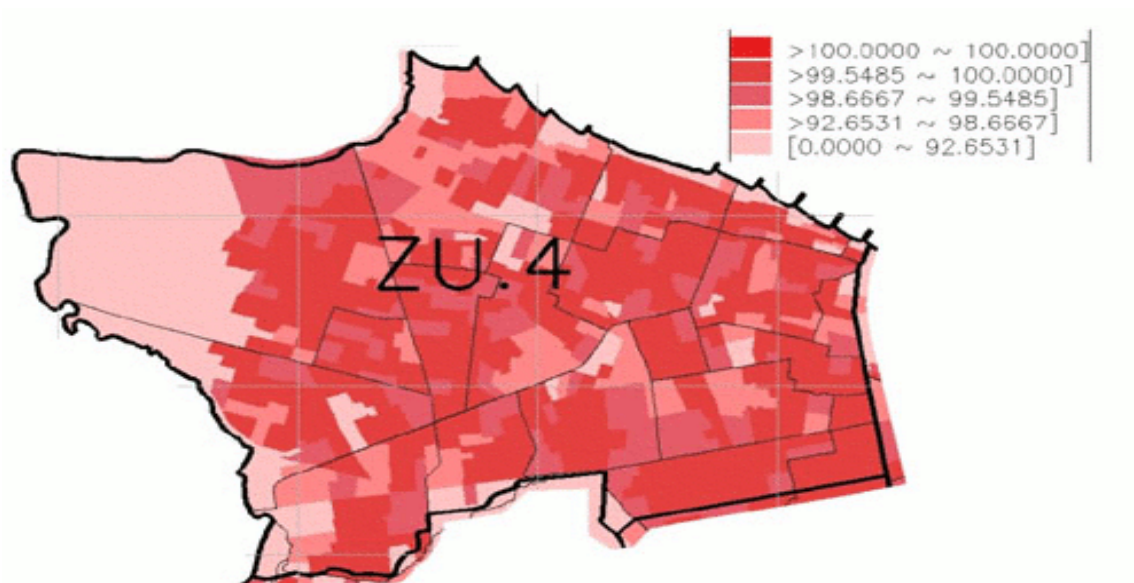 >100.0000 ~ 100.0000]
>99.5485 ~ 100.0000]
>98.6667 ~ 99.5485]
>92.6531 ~ 98.6667]
[0.0000 ~ 92.6531]
ZU.4